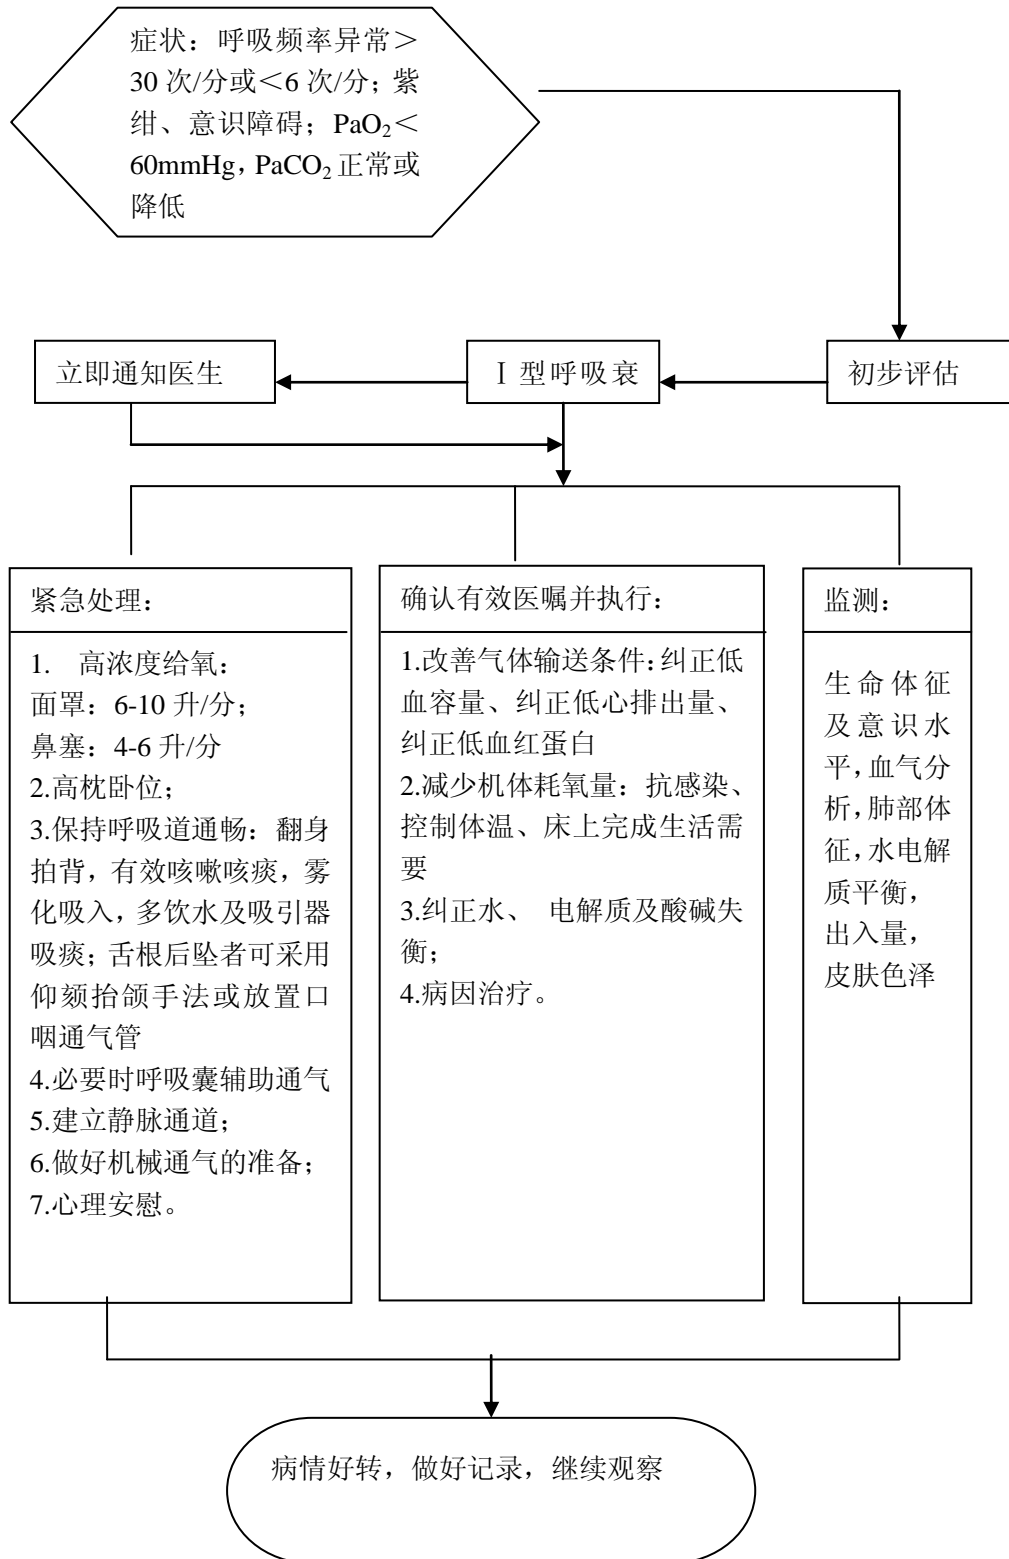 症状：呼吸频率异常＞
30 次/分或＜6 次/分；紫
绀、意识障碍；PaO₂＜
60mmHg，PaCO₂ 正常或
降低
立即通知医生
Ⅰ 型呼吸衰
初步评估
紧急处理：
1. 高浓度给氧：
面罩：6-10 升/分；
鼻塞：4-6 升/分
2.高枕卧位；
3.保持呼吸道通畅：翻身
拍背，有效咳嗽咳痰，雾
化吸入，多饮水及吸引器
吸痰；舌根后坠者可采用
仰颏抬颌手法或放置口
咽通气管
4.必要时呼吸囊辅助通气
5.建立静脉通道；
6.做好机械通气的准备；
7.心理安慰。
确认有效医嘱并执行：
1.改善气体输送条件：纠正低
血容量、纠正低心排出量、
纠正低血红蛋白
2.减少机体耗氧量：抗感染、
控制体温、床上完成生活需
要
3.纠正水、 电解质及酸碱失
衡；
4.病因治疗。
监测：
生命体征
及意识水
平，血气分
析，肺部体
征，水电解
质平衡，
出入量，
皮肤色泽
病情好转，做好记录，继续观察